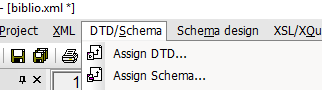 - [biblio.xml *]
Project XML DTD/Schema Schema design XSL/XQu
Assign DTD...
1 Assign Schema...